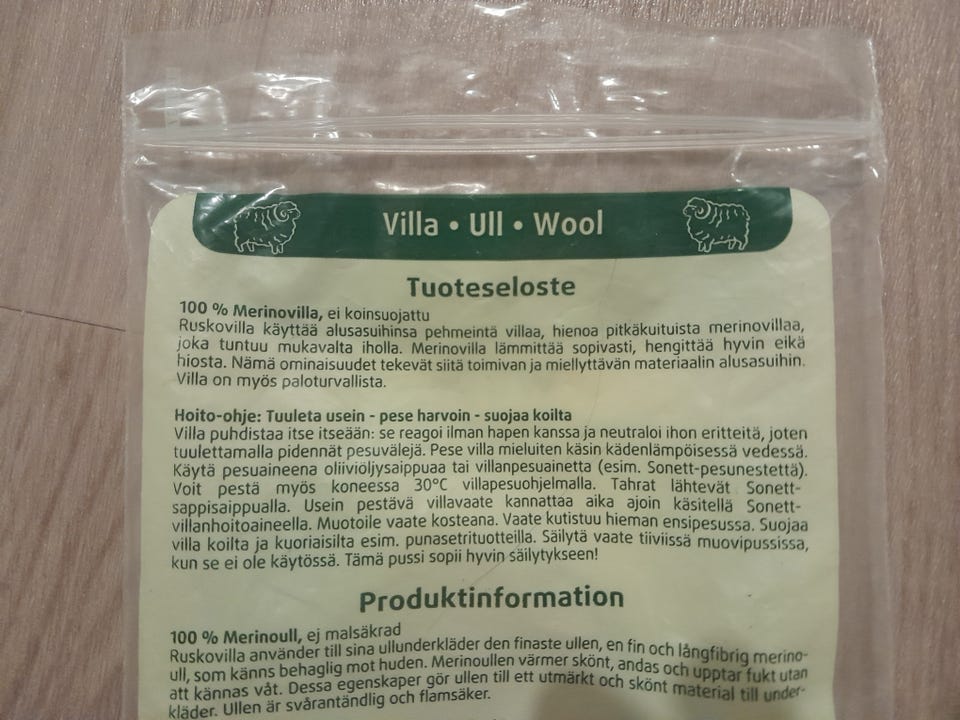 Villa • Ull • Wool
Tuoteseloste
100 % Merinovilla, ei koinsuojattu
Ruskovilla käyttää alusasuihinsa pehmeintä villaa, hienoa pitkäkuituista merinovillaa,
joka tuntuu mukavalta iholla. Merinovilla lämmittää sopivasti, hengittää hyvin eikä
hiosta. Nämä ominaisuudet tekevät siitä toimivan ja miellyttävän materiaalin alusasuihin.
Villa on myös paloturvallista.
Hoito-ohje: Tuuleta usein - pese harvoin - suojaa koilta
Villa puhdistaa itse itseään: se reagoi ilman hapen kanssa ja neutraloi ihon eritteitä, joten
tuulettamalla pidennät pesuvälejä. Pese villa mieluiten käsin kädenlämpöisessä vedessä.
Käytä pesuaineena oliiviöljysaippuaa tai villanpesuainetta (esim. Sonett-pesunestettä).
Voit pestä myös koneessa 30°C villapesuohjelmalla. Tahrat lähtevät Sonett-
sappisaippualla. Usein pestävä villavaate kannattaa aika ajoin käsitellä Sonett-
villanhoitoaineella. Muotoile vaate kosteana. Vaate kutistuu hieman ensipesussa. Suojaa
villa koilta ja kuoriaisilta esim. punasetrituotteilla. Säilytä vaate tiiviissä muovipussissa,
kun se ei ole käytössä. Tämä pussi sopii hyvin säilytykseen!
Produktinformation
100 % Merinoull, ej malsäkrad
Ruskovilla använder till sina ullunderkläder den finaste ullen, en fin och långfibrig merino-
ull, som känns behaglig mot huden. Merinoullen värmer skönt, andas och upptar fukt utan
att kännas våt. Dessa egenskaper gör ullen till ett utmärkt och skönt material till under-
kläder. Ullen är svårantändlig och flamsäker.